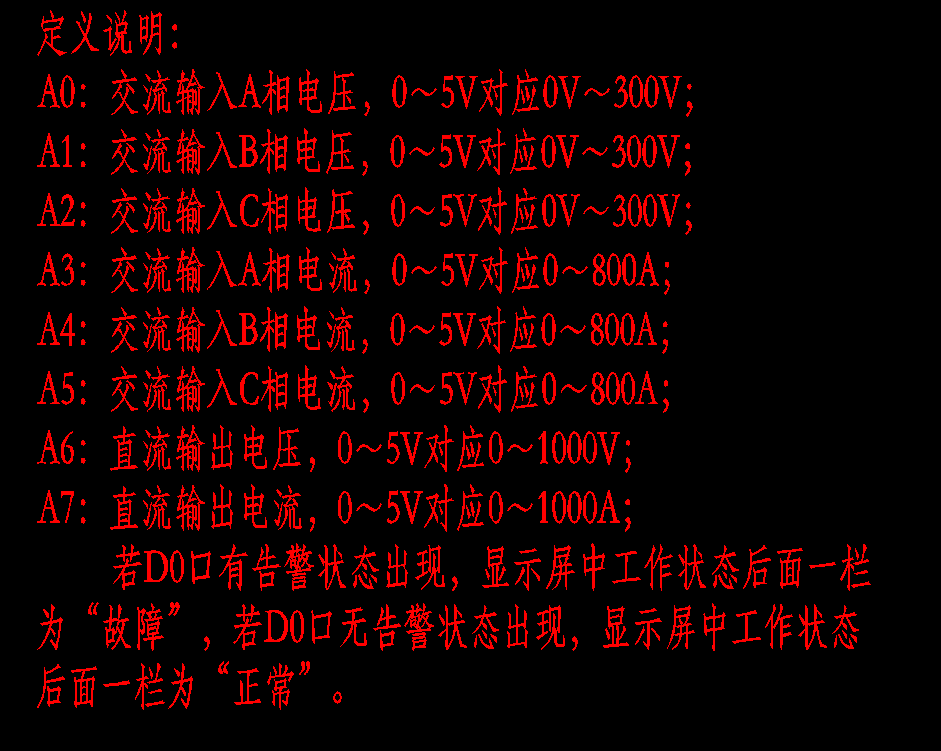 定义说明：
A0：交流输入A相电压，0～5V对应0V～300V；
A1：交流输入B相电压，0～5V对应0V～300V；
A2：交流输入C相电压，0～5V对应0V～300V；
A3：交流输入A相电流，0～5V对应0～800A；
A4：交流输入B相电流，0～5V对应0～800A；
A5：交流输入C相电流，0～5V对应0～800A；
A6：直流输出电压，0～5V对应0～1000V；
A7：直流输出电流，0～5V对应0～1000A；
若D0口有告警状态出现，显示屏中工作状态后面一栏
为“故障”，若D0口无告警状态出现，显示屏中工作状态
后面一栏为“正常”。